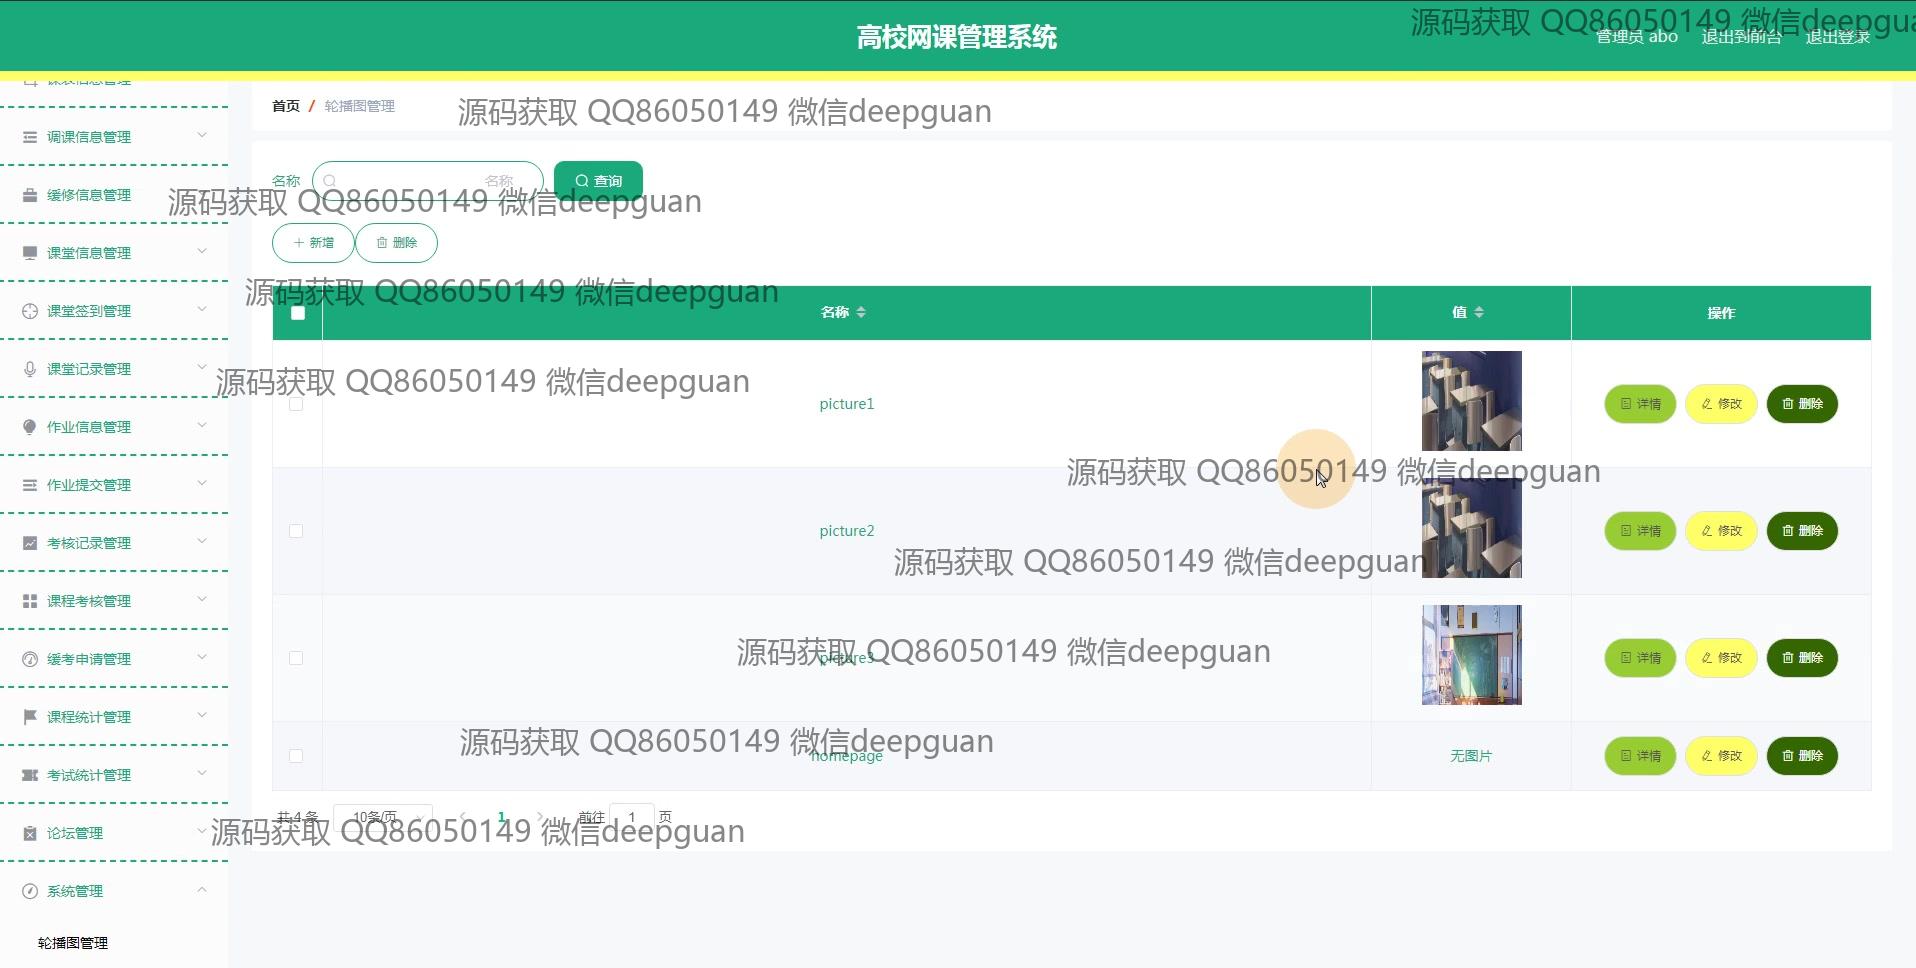 高校网课管理系统
源码获取 QQ86050149 微信deepgua
管理员 abo 退出到前台 退出登录
首页 / 轮播图管理
源码获取 QQ86050149 微信deepguan
调课信息管理
缓修信息管理
课堂信息管理
课堂签到管理
课堂记录管理
作业信息管理
作业提交管理
考核记录管理
课程考核管理
缓考申请管理
课程统计管理
考试统计管理
论坛管理
系统管理
轮播图管理
名称 名称 查询
源码获取 QQ86050149 微信deepguan
新增 删除
源码获取 QQ86050149 微信deepguan
名称 值 操作
源码获取 QQ86050149 微信deepguan
picture1 详情 修改 删除
源码获取 QQ86050149 微信deepguan
picture2 详情 修改 删除
源码获取 QQ86050149 微信deepguan
源码获取 QQ86050149 微信deepguan
picture3 详情 修改 删除
源码获取 QQ86050149 微信deepguan
homepage 无图片 详情 修改 删除
共 4 条 10条/页 1 前往 1 页
源码获取 QQ86050149 微信deepguan